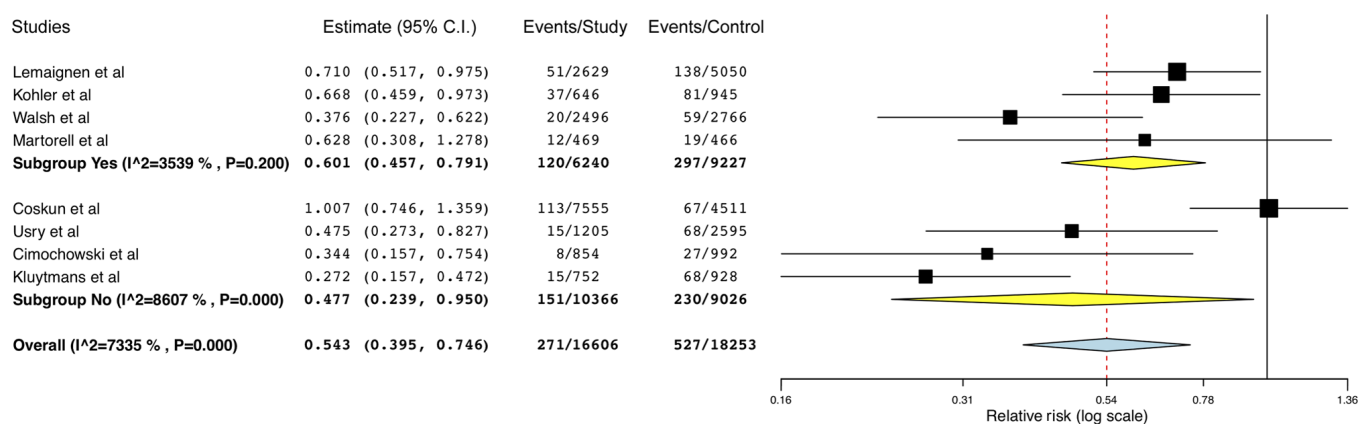 Studies Estimate (95% C.I.) Events/Study Events/Control
Lemaignen et al 0.710 (0.517, 0.975) 51/2629 138/5050
Kohler et al 0.668 (0.459, 0.973) 37/646 81/945
Walsh et al 0.376 (0.227, 0.622) 20/2496 59/2766
Martorell et al 0.628 (0.308, 1.278) 12/469 19/466
Subgroup Yes (I^2=3539 % , P=0.200) 0.601 (0.457, 0.791) 120/6240 297/9227
Coskun et al 1.007 (0.746, 1.359) 113/7555 67/4511
Usry et al 0.475 (0.273, 0.827) 15/1205 68/2595
Cimochowski et al 0.344 (0.157, 0.754) 8/854 27/992
Kluytmans et al 0.272 (0.157, 0.472) 15/752 68/928
Subgroup No (I^2=8607 % , P=0.000) 0.477 (0.239, 0.950) 151/10366 230/9026
Overall (I^2=7335 % , P=0.000) 0.543 (0.395, 0.746) 271/16606 527/18253
0.16 0.31 0.54 0.78 1.36
Relative risk (log scale)